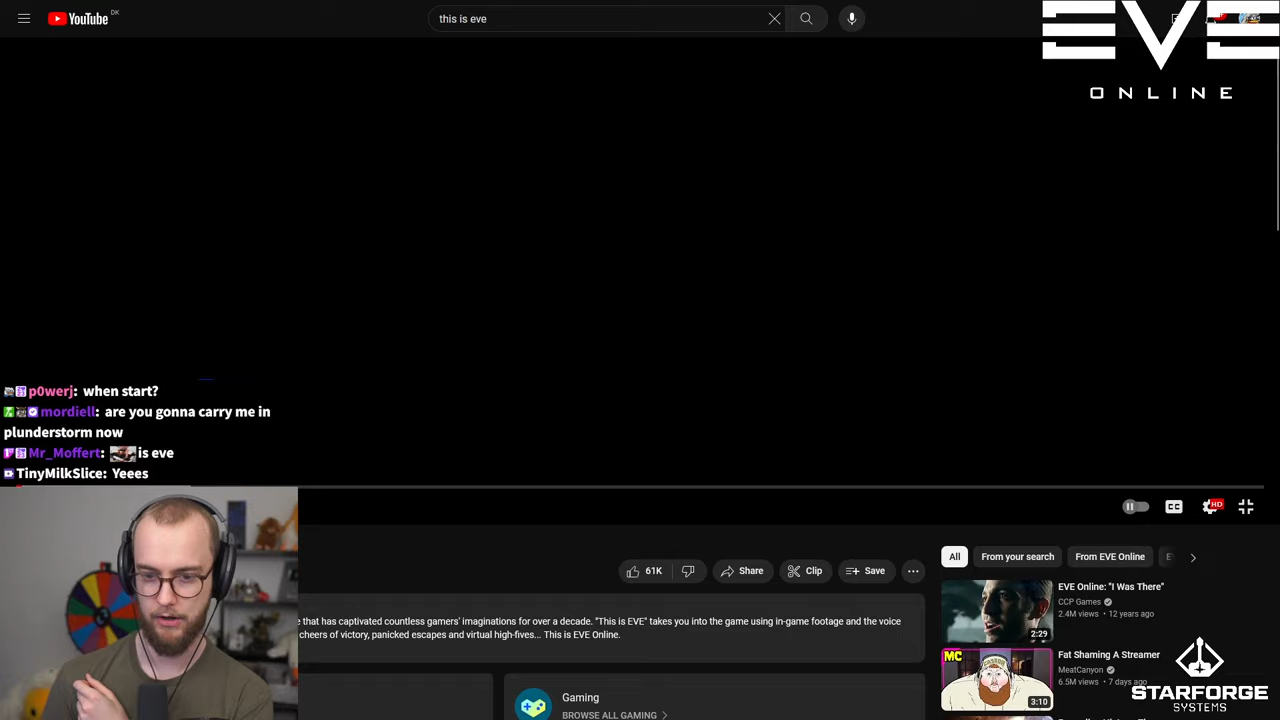 YouTube DK
this is eve
EVE
ONLINE
p0werj: when start?
mordiell: are you gonna carry me in
plunderstorm now
Mr_Moffert: is eve
TinyMilkSlice: Yeees
CC
HD
61K
Share
Clip
Save
All
From your search
From EVE Online
e that has captivated countless gamers' imaginations for over a decade. "This is EVE" takes you into the game using in-game footage and the voice
cheers of victory, panicked escapes and virtual high-fives... This is EVE Online.
EVE Online: "I Was There"
CCP Games
2.4M views • 12 years ago
2:29
Fat Shaming A Streamer
MeatCanyon
6.5M views • 7 days ago
MC
3:10
Gaming
BROWSE ALL GAMING
STARFORGE
SYSTEMS